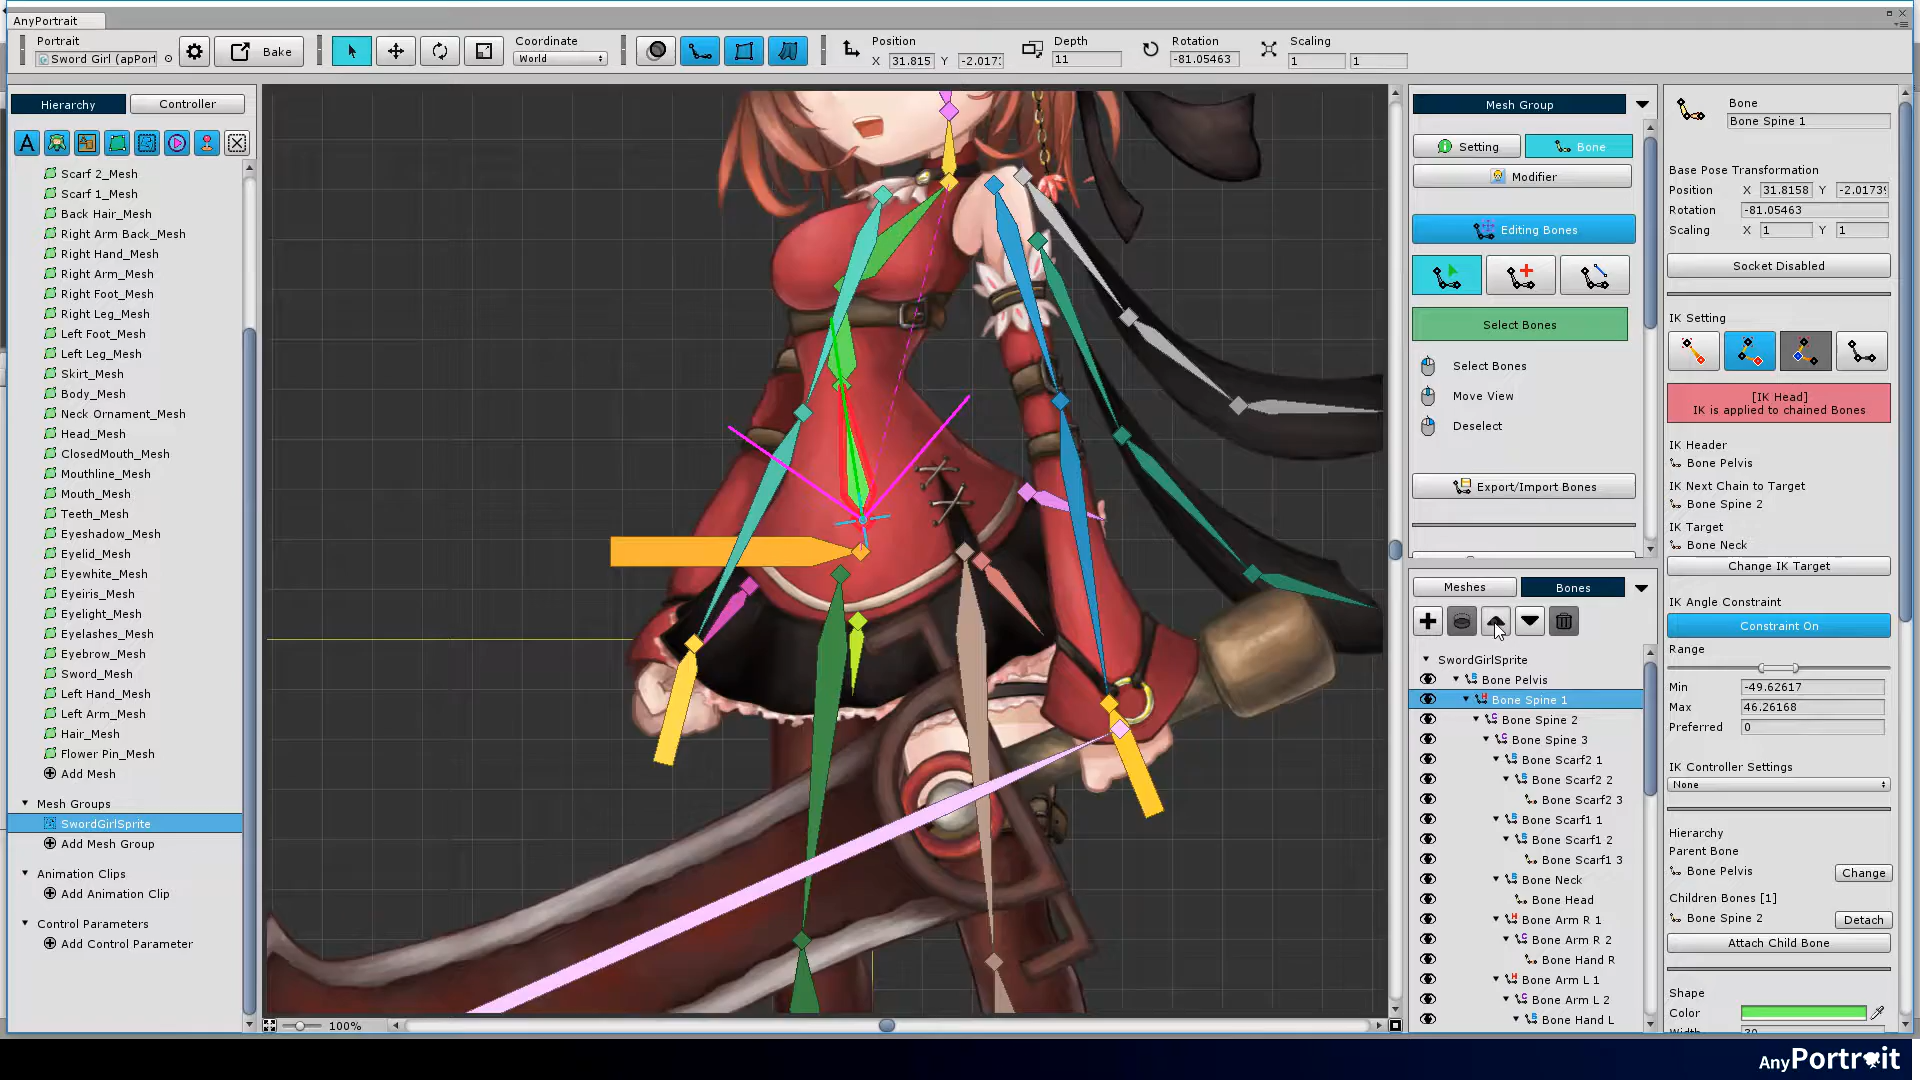 AnyPortrait
Portrait
Sword Girl (apPort
Bake
Coordinate
World
Position
X 31.815 Y -2.017
Depth
11
Rotation
-81.05463
Scaling
1 1
Hierarchy
Controller
Scarf 2_Mesh
Scarf 1_Mesh
Back Hair_Mesh
Right Arm Back_Mesh
Right Hand_Mesh
Right Arm_Mesh
Right Foot_Mesh
Right Leg_Mesh
Left Foot_Mesh
Left Leg_Mesh
Skirt_Mesh
Body_Mesh
Neck Ornament_Mesh
Head_Mesh
ClosedMouth_Mesh
Mouthline_Mesh
Mouth_Mesh
Teeth_Mesh
Eyeshadow_Mesh
Eyelid_Mesh
Eyewhite_Mesh
Eyeiris_Mesh
Eyelight_Mesh
Eyelashes_Mesh
Eyebrow_Mesh
Sword_Mesh
Left Hand_Mesh
Left Arm_Mesh
Hair_Mesh
Flower Pin_Mesh
Add Mesh
Mesh Groups
SwordGirlSprite
Add Mesh Group
Animation Clips
Add Animation Clip
Control Parameters
Add Control Parameter
100%
Mesh Group
Setting
Bone
Modifier
Editing Bones
Select Bones
Select Bones
Move View
Deselect
Export/Import Bones
Meshes
Bones
SwordGirlSprite
Bone Pelvis
Bone Spine 1
Bone Spine 2
Bone Spine 3
Bone Scarf2 1
Bone Scarf2 2
Bone Scarf2 3
Bone Scarf1 1
Bone Scarf1 2
Bone Scarf1 3
Bone Neck
Bone Head
Bone Arm R 1
Bone Arm R 2
Bone Hand R
Bone Arm L 1
Bone Arm L 2
Bone Hand L
Bone
Bone Spine 1
Base Pose Transformation
Position X 31.8158 Y -2.0173
Rotation -81.05463
Scaling X 1 Y 1
Socket Disabled
IK Setting
[IK Head]
IK is applied to chained Bones
IK Header
Bone Pelvis
IK Next Chain to Target
Bone Spine 2
IK Target
Bone Neck
Change IK Target
IK Angle Constraint
Constraint On
Range
Min -49.62617
Max 46.26168
Preferred 0
IK Controller Settings
None
Hierarchy
Parent Bone
Bone Pelvis
Change
Children Bones [1]
Bone Spine 2
Detach
Attach Child Bone
Shape
Color
AnyPortrait